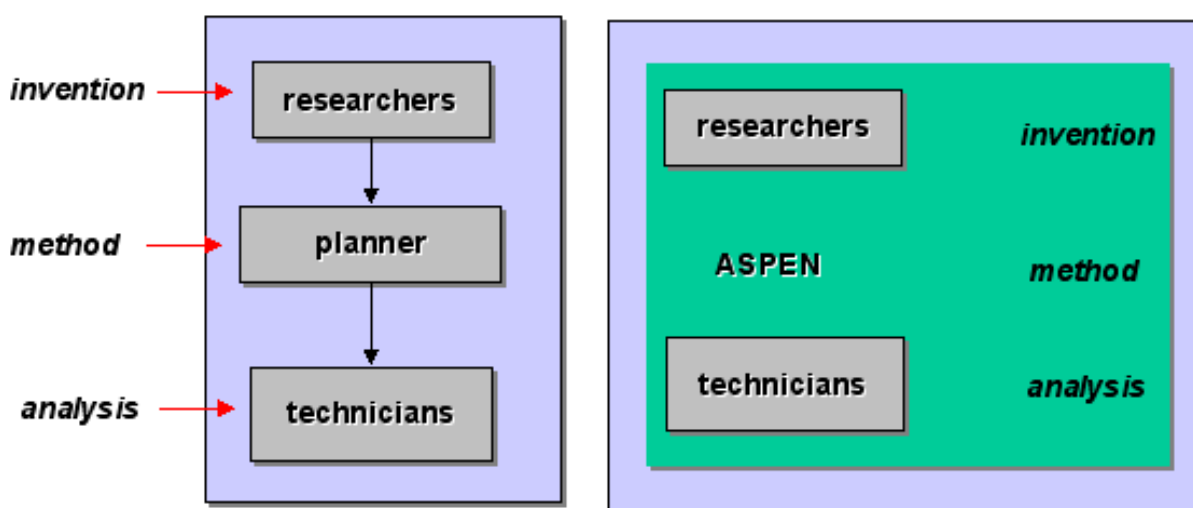 invention
researchers
method
planner
analysis
technicians
researchers
invention
ASPEN
method
technicians
analysis